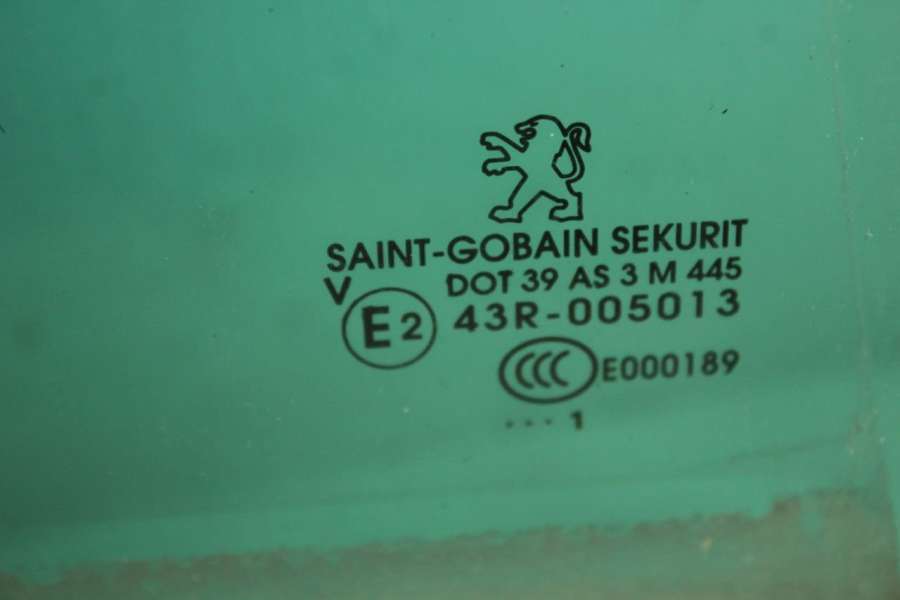 SAINT-GOBAIN SEKURIT
V DOT 39 AS 3 M 445
E2 43R-005013
CCC E000189
··· 1